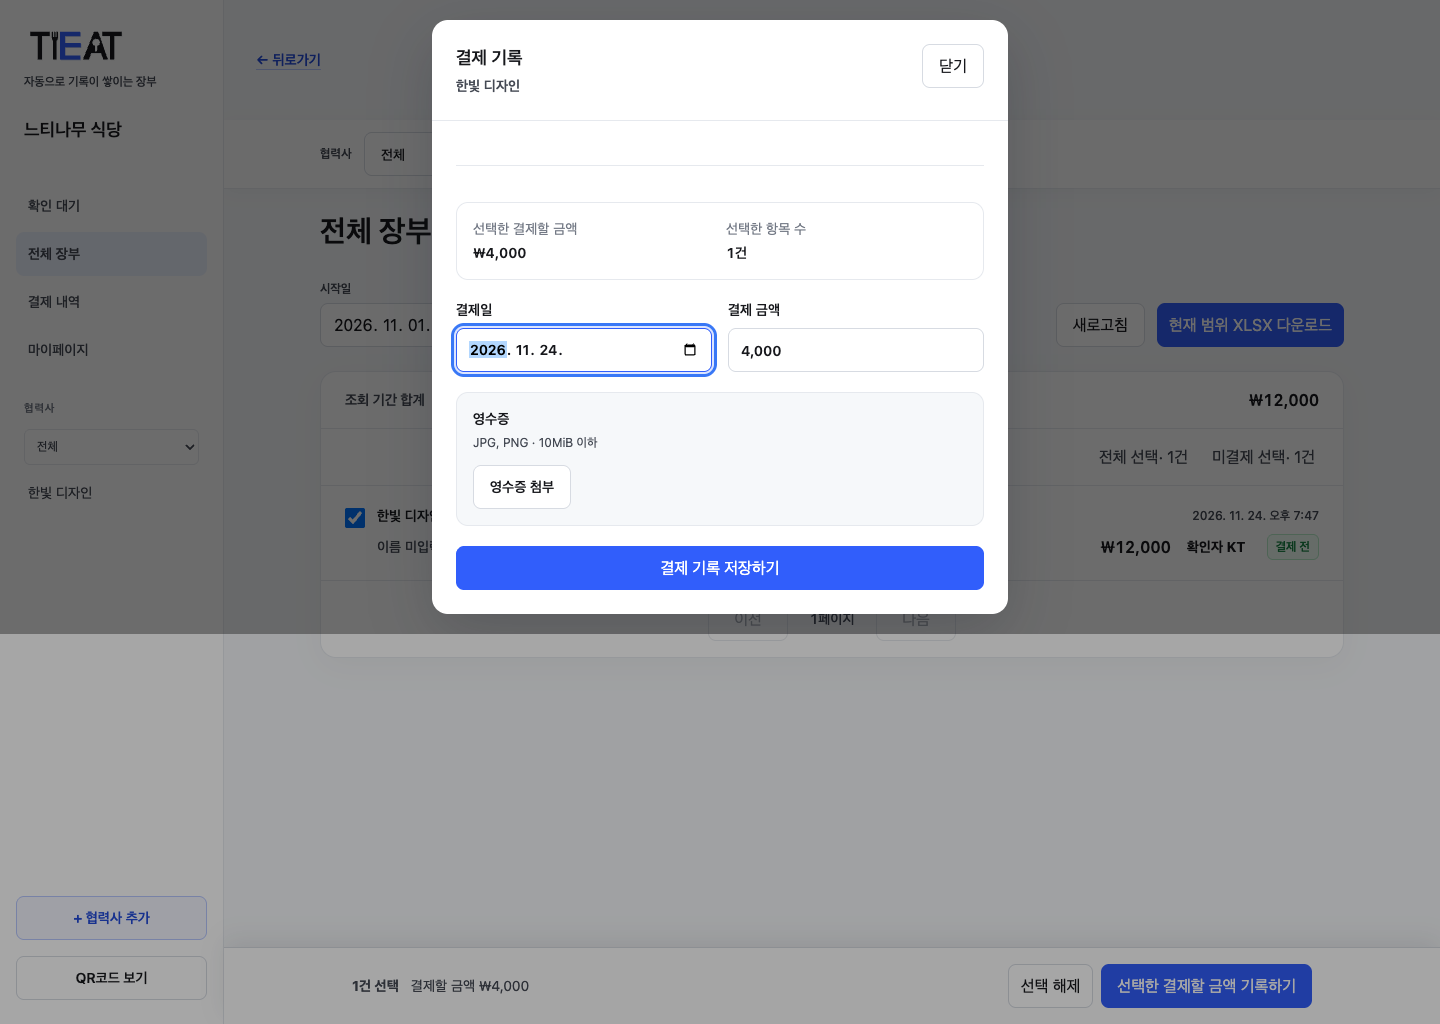 TIEAT
자동으로 기록이 쌓이는 장부
느티나무 식당
확인 대기
전체 장부
결제 내역
마이페이지
협력사
전체
한빛 디자인
+ 협력사 추가
QR코드 보기
← 뒤로가기
협력사
전체
전체 장부
시작일
2026. 11. 01.
새로고침
현재 범위 XLSX 다운로드
조회 기간 합계
₩12,000
전체 선택· 1건
미결제 선택· 1건
한빛
2026. 11. 24. 오후 7:47
이름
₩12,000
확인자 KT
결제 전
이전
1페이지
다음
결제 기록
한빛 디자인
닫기
선택한 결제할 금액
₩4,000
선택한 항목 수
1건
결제일
2026. 11. 24.
결제 금액
4,000
영수증
JPG, PNG · 10MiB 이하
영수증 첨부
결제 기록 저장하기
1건 선택
결제할 금액 ₩4,000
선택 해제
선택한 결제할 금액 기록하기